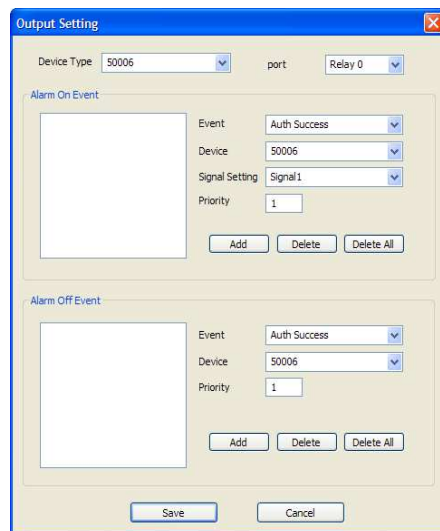 Output Setting
Device Type 50006 port Relay 0
Alarm On Event
Event Auth Success
Device 50006
Signal Setting Signal1
Priority 1
Add Delete Delete All
Alarm Off Event
Event Auth Success
Device 50006
Priority 1
Add Delete Delete All
Save Cancel